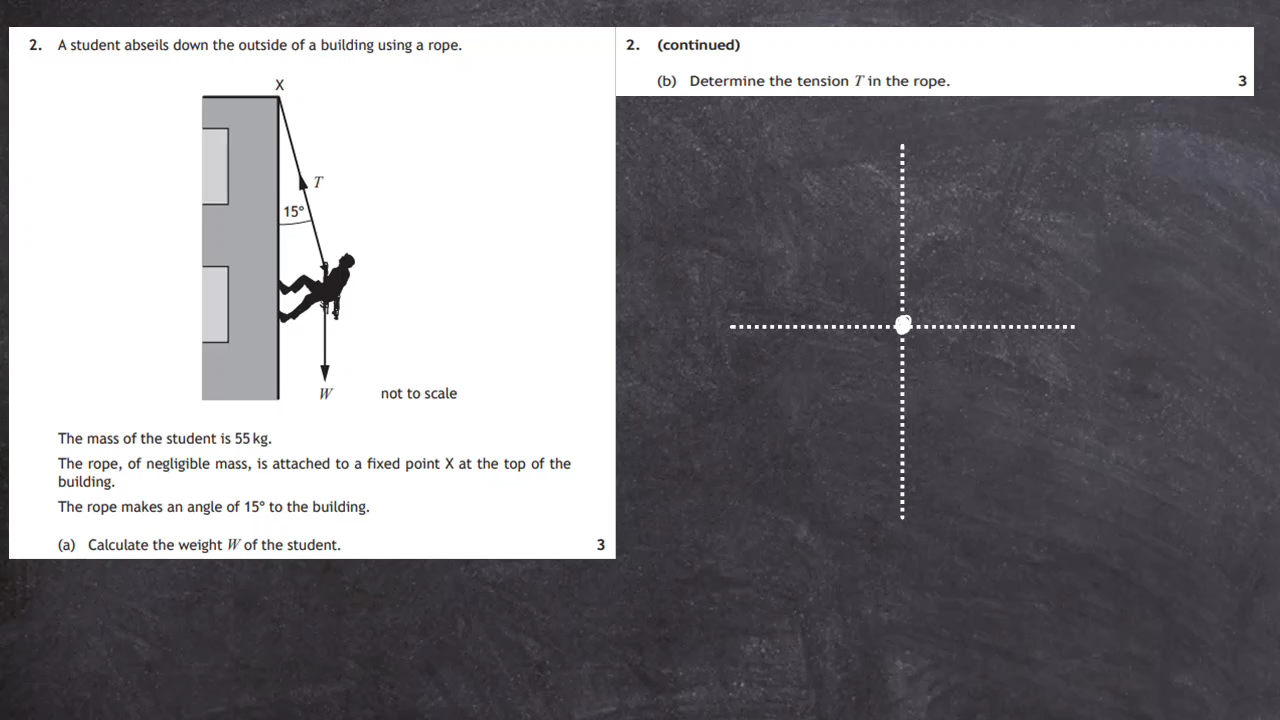 2. A student abseils down the outside of a building using a rope.
X
T
15°
W
not to scale
The mass of the student is 55 kg.
The rope, of negligible mass, is attached to a fixed point X at the top of the
building.
The rope makes an angle of 15° to the building.
(a) Calculate the weight W of the student. 3
2. (continued)
(b) Determine the tension T in the rope. 3